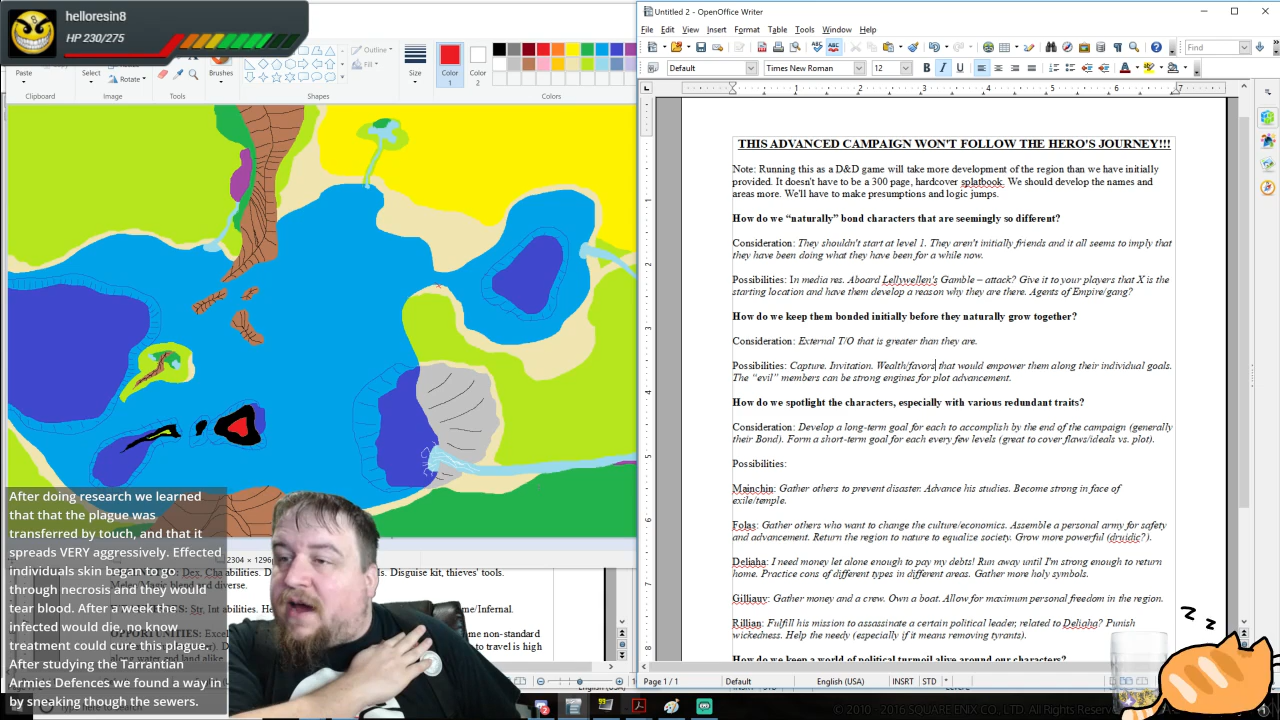 helloresin8
HP 230/275
Paste
Select
Rotate
Brushes
Outline
Fill
Size
Color
1
Color
2
Clipboard
Image
Tools
Shapes
Colors
Untitled 2 - OpenOffice Writer
File Edit View Insert Format Table Tools Window Help
Find
Default
Times New Roman
12
B I U
THIS ADVANCED CAMPAIGN WON'T FOLLOW THE HERO'S JOURNEY!!!
Note: Running this as a D&D game will take more development of the region than we have initially
provided. It doesn't have to be a 300 page, hardcover splatbook. We should develop the names and
areas more. We'll have to make presumptions and logic jumps.
How do we “naturally” bond characters that are seemingly so different?
Consideration: They shouldn't start at level 1. They aren't initially friends and it all seems to imply that
they have been doing what they have been for a while now.
Possibilities: In media res. Aboard Lellywellen's Gamble – attack? Give it to your players that X is the
starting location and have them develop a reason why they are there. Agents of Empire/gang?
How do we keep them bonded initially before they naturally grow together?
Consideration: External T/O that is greater than they are.
Possibilities: Capture. Invitation. Wealth/favors that would empower them along their individual goals.
The “evil” members can be strong engines for plot advancement.
How do we spotlight the characters, especially with various redundant traits?
Consideration: Develop a long-term goal for each to accomplish by the end of the campaign (generally
their Bond). Form a short-term goal for each every few levels (great to cover flaws/ideals vs. plot).
Possibilities:
Mainchin: Gather others to prevent disaster. Advance his studies. Become strong in face of
exile/temple.
Folas: Gather others who want to change the culture/economics. Assemble a personal army for safety
and advancement. Return the region to nature to equalize society. Grow more powerful (druidic?).
Deliaha: I need money let alone enough to pay my debts! Run away until I'm strong enough to return
home. Practice cons of different types in different areas. Gather more holy symbols.
Gilliauv: Gather money and a crew. Own a boat. Allow for maximum personal freedom in the region.
Rillian: Fulfill his mission to assassinate a certain political leader, related to Deliaha? Punish
wickedness. Help the needy (especially if it means removing tyrants).
How do we keep a world of political turmoil alive around our characters?
Page 1 / 1
Default
English (USA)
INSRT
STD
*
After doing research we learned
that that the plague was
transferred by touch, and that it
spreads VERY aggressively. Effected
individuals skin began to go
through necrosis and they would
tear blood. After a week the
infected would die, no know
treatment could cure this plague.
After studying the Tarrantian
Armies Defences we found a way in
by sneaking though the sewers.
Dex, Cha abilities.
Disguise kit, thieves' tools.
diverse.
Str, Int abilities.
me/Infernal.
OPPORTUNITIES:
me non-standard
to travel is high
z z z
© 2010 - 2016 SQUARE ENIX CO., LTD.